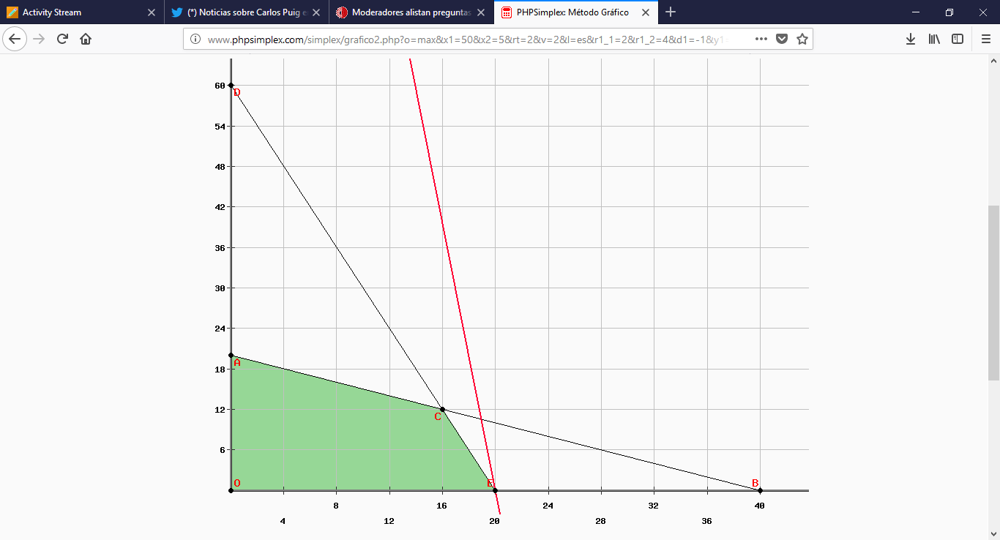 Activity Stream
(*) Noticias sobre Carlos Puig e
Moderadores alistan preguntas
PHPSimplex: Método Gráfico
www.phpsimplex.com/simplex/grafico2.php?o=max&x1=50&x2=5&rt=2&v=2&l=es&r1_1=2&r1_2=4&d1=-1&y1=
60
D
54
48
42
36
30
24
A
18
12
C
6
O
E
B
8
16
24
32
40
4
12
20
28
36